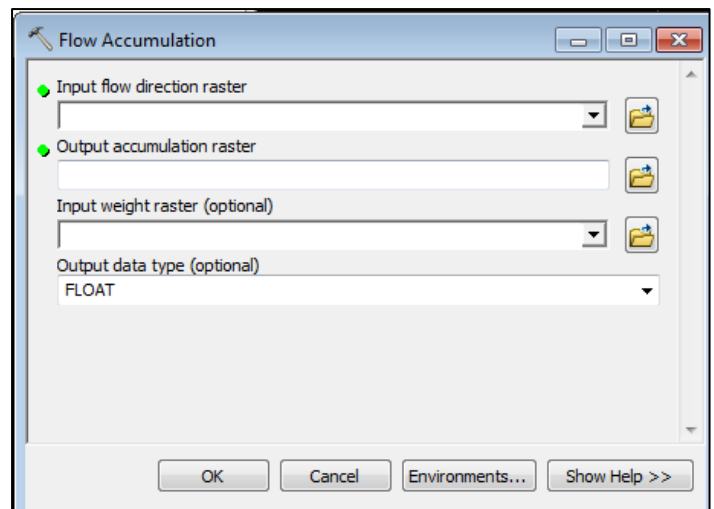 Flow Accumulation
Input flow direction raster
Output accumulation raster
Input weight raster (optional)
Output data type (optional)
FLOAT
OK Cancel Environments... Show Help >>